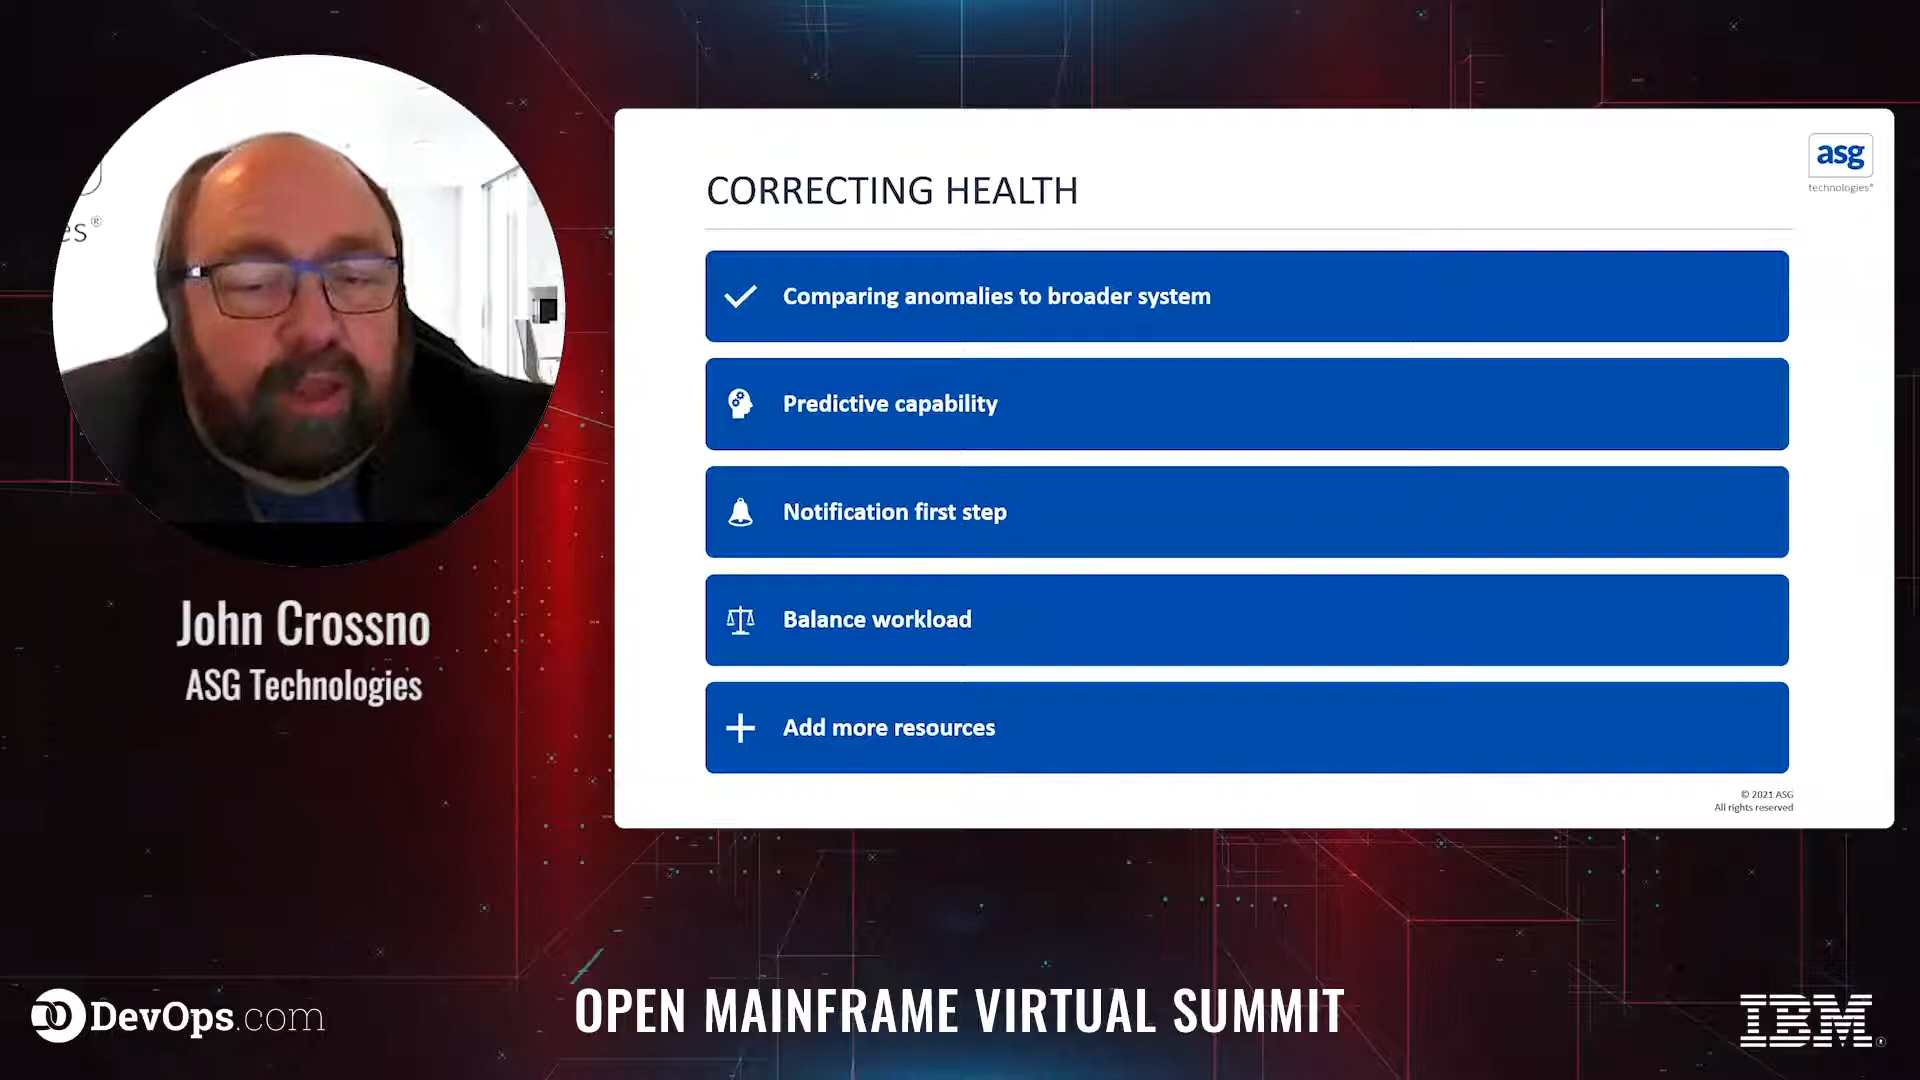 es®
John Crossno
ASG Technologies
asg
technologies®
CORRECTING HEALTH
Comparing anomalies to broader system
Predictive capability
Notification first step
Balance workload
Add more resources
© 2021 ASG
All rights reserved
DevOps.com
OPEN MAINFRAME VIRTUAL SUMMIT
IBM®